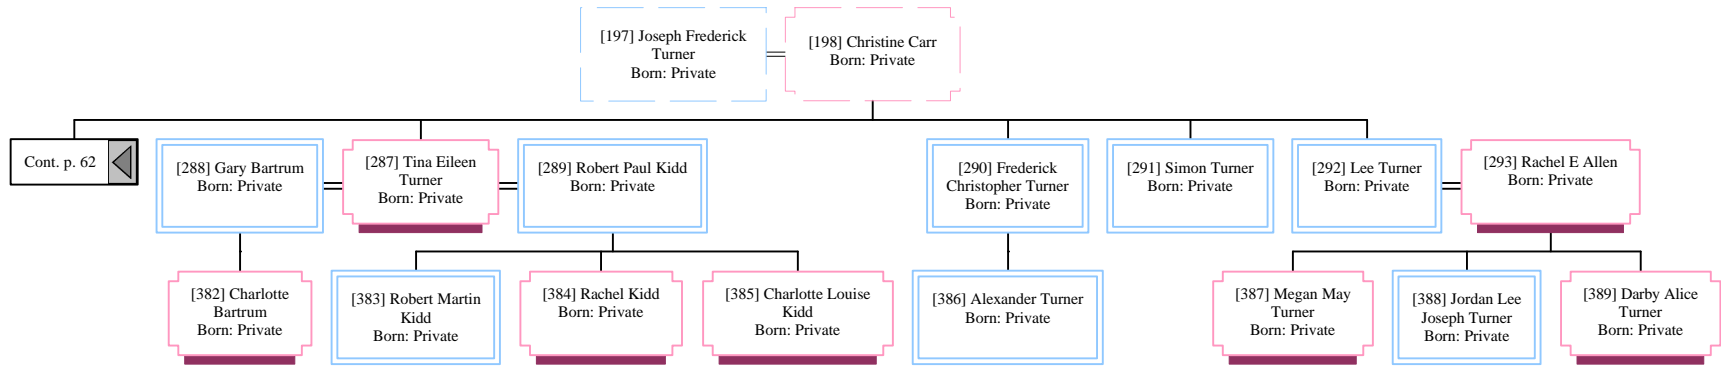 [197] Joseph Frederick
Turner
Born: Private
[198] Christine Carr
Born: Private
Cont. p. 62
[288] Gary Bartrum
Born: Private
[287] Tina Eileen
Turner
Born: Private
[289] Robert Paul Kidd
Born: Private
[290] Frederick
Christopher Turner
Born: Private
[291] Simon Turner
Born: Private
[292] Lee Turner
Born: Private
[293] Rachel E Allen
Born: Private
[382] Charlotte
Bartrum
Born: Private
[383] Robert Martin
Kidd
Born: Private
[384] Rachel Kidd
Born: Private
[385] Charlotte Louise
Kidd
Born: Private
[386] Alexander Turner
Born: Private
[387] Megan May
Turner
Born: Private
[388] Jordan Lee
Joseph Turner
Born: Private
[389] Darby Alice
Turner
Born: Private